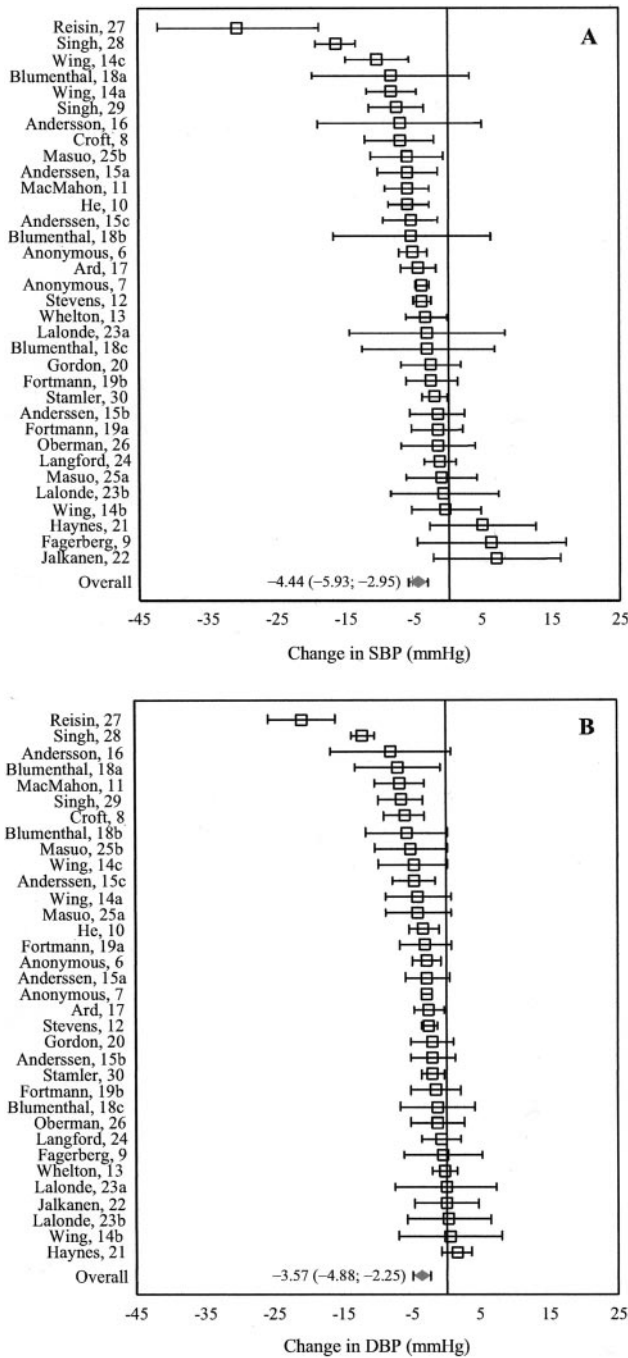 A
Reisin, 27
Singh, 28
Wing, 14c
Blumenthal, 18a
Wing, 14a
Singh, 29
Andersson, 16
Croft, 8
Masuo, 25b
Anderssen, 15a
MacMahon, 11
He, 10
Anderssen, 15c
Blumenthal, 18b
Anonymous, 6
Ard, 17
Anonymous, 7
Stevens, 12
Whelton, 13
Lalonde, 23a
Blumenthal, 18c
Gordon, 20
Fortmann, 19b
Stamler, 30
Anderssen, 15b
Fortmann, 19a
Oberman, 26
Langford, 24
Masuo, 25a
Lalonde, 23b
Wing, 14b
Haynes, 21
Fagerberg, 9
Jalkanen, 22
Overall −4.44 (−5.93; −2.95)
-45 -35 -25 -15 -5 5 15 25
Change in SBP (mmHg)
B
Reisin, 27
Singh, 28
Andersson, 16
Blumenthal, 18a
MacMahon, 11
Singh, 29
Croft, 8
Blumenthal, 18b
Masuo, 25b
Wing, 14c
Anderssen, 15c
Wing, 14a
Masuo, 25a
He, 10
Fortmann, 19a
Anonymous, 6
Anderssen, 15a
Anonymous, 7
Ard, 17
Stevens, 12
Gordon, 20
Anderssen, 15b
Stamler, 30
Fortmann, 19b
Blumenthal, 18c
Oberman, 26
Langford, 24
Fagerberg, 9
Whelton, 13
Lalonde, 23a
Jalkanen, 22
Lalonde, 23b
Wing, 14b
Haynes, 21
Overall −3.57 (−4.88; −2.25)
-45 -35 -25 -15 -5 5 15 25
Change in DBP (mmHg)